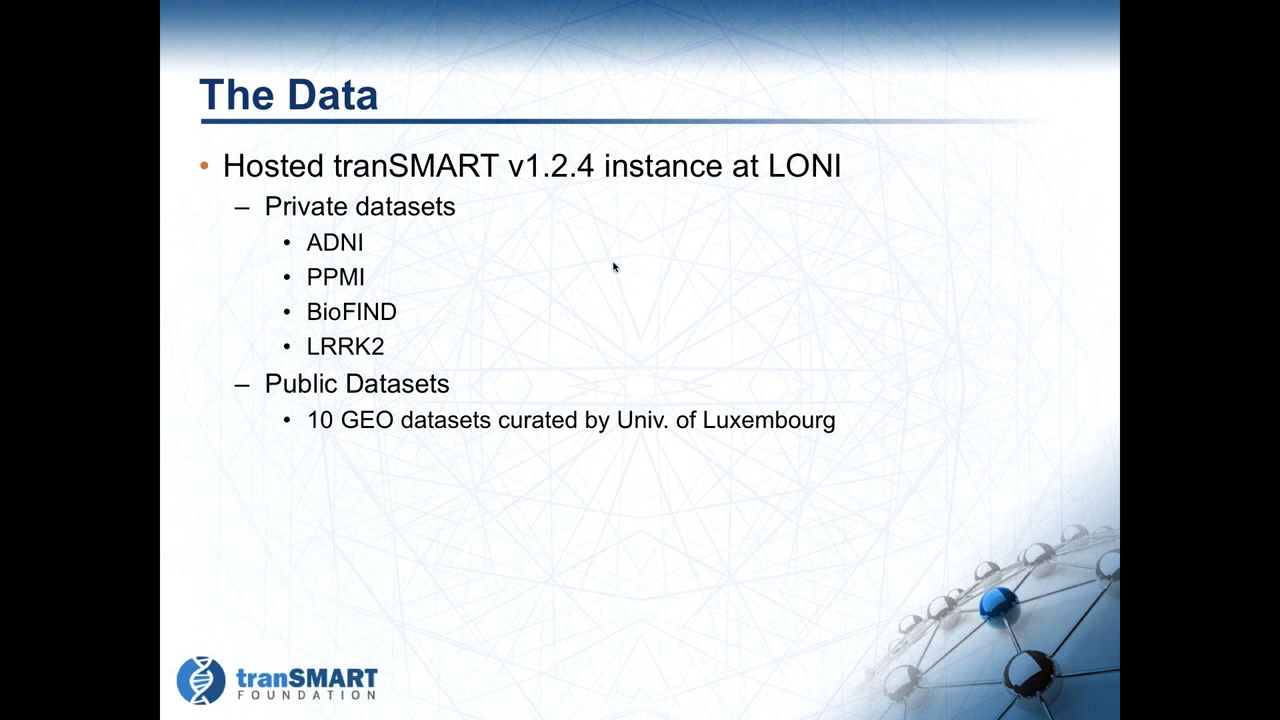 The Data
• Hosted tranSMART v1.2.4 instance at LONI
– Private datasets
• ADNI
• PPMI
• BioFIND
• LRRK2
– Public Datasets
• 10 GEO datasets curated by Univ. of Luxembourg
tranSMART
FOUNDATION